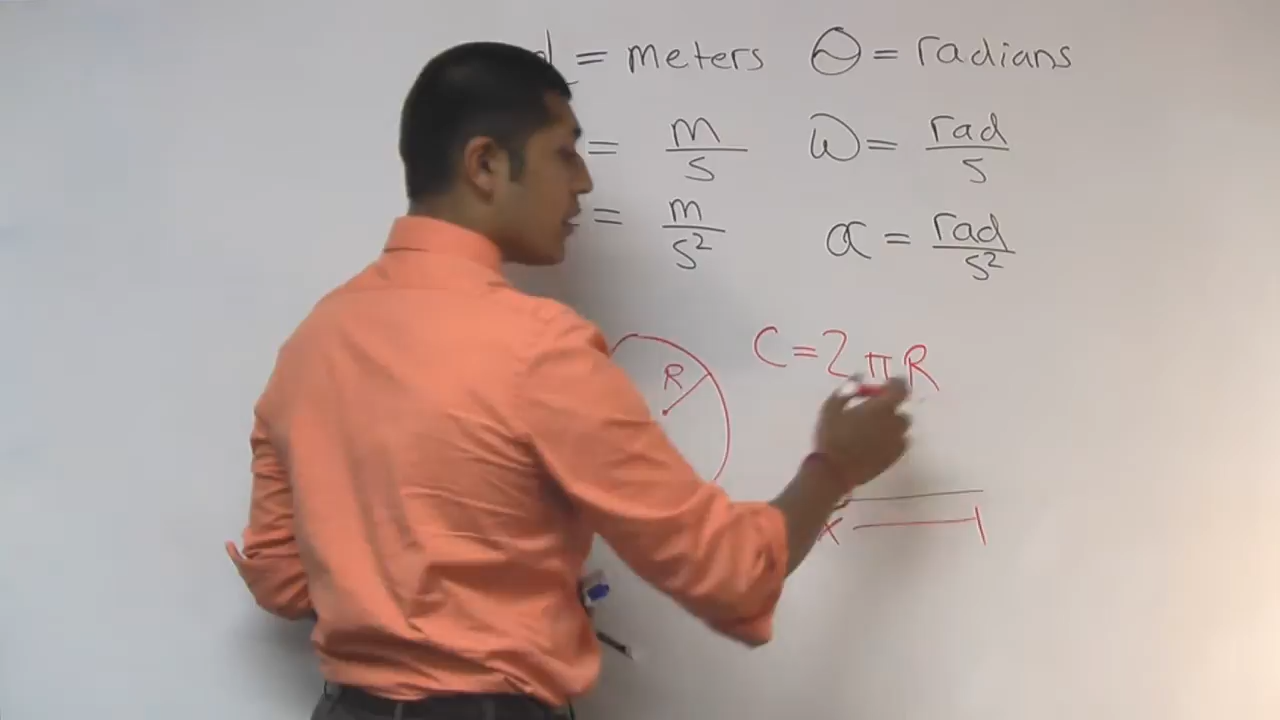 d = meters θ = radians
= m/s ω = rad/s
= m/s² α = rad/s²
C = 2πR
R
x